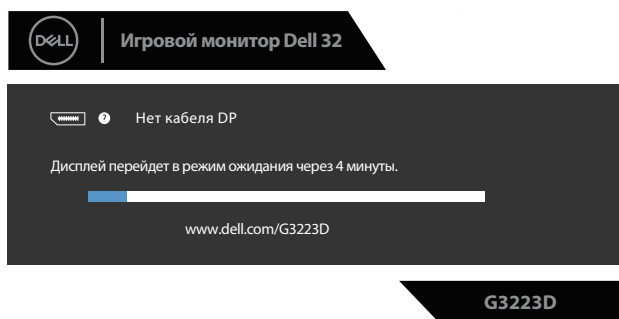 DELL
Игровой монитор Dell 32
? Нет кабеля DP
Дисплей перейдет в режим ожидания через 4 минуты.
www.dell.com/G3223D
G3223D